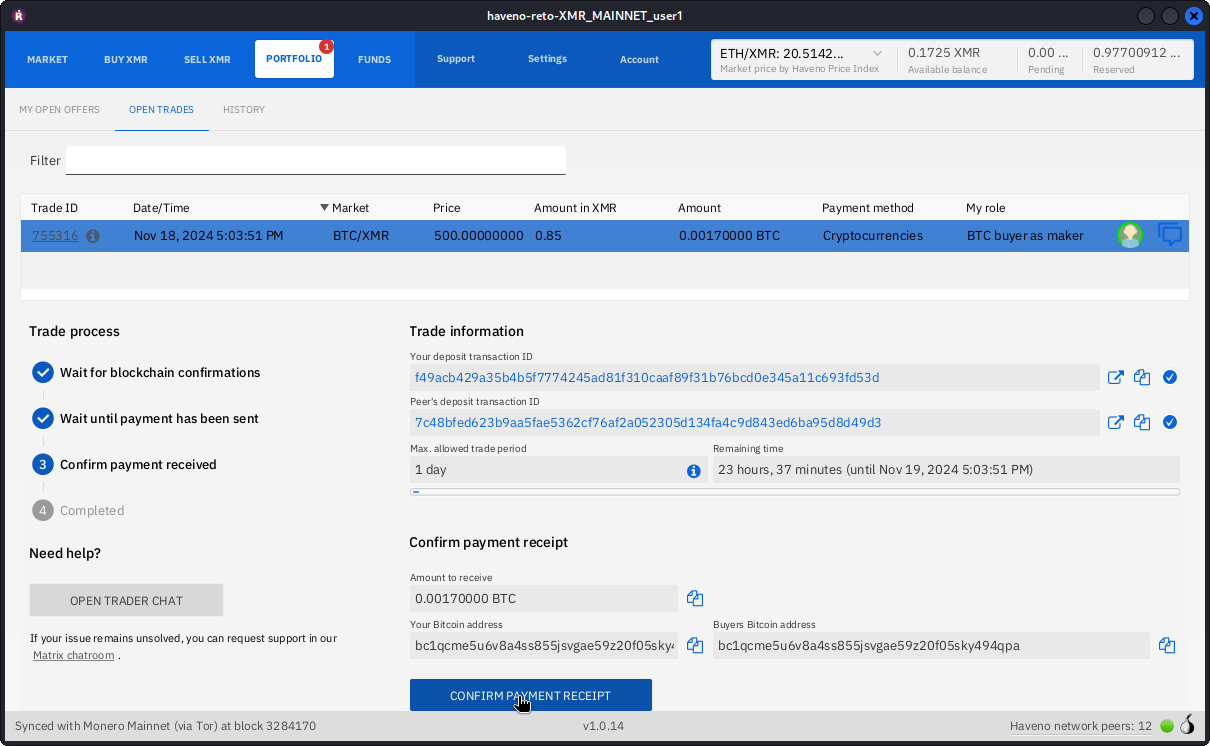 haveno-reto-XMR_MAINNET_user1
MARKET BUY XMR SELL XMR PORTFOLIO 1 FUNDS Support Settings Account
ETH/XMR: 20.5142... 0.1725 XMR 0.00 ... 0.97700912 ...
Market price by Haveno Price Index Available balance Pending Reserved
MY OPEN OFFERS OPEN TRADES HISTORY
Filter
Trade ID Date/Time Market Price Amount in XMR Amount Payment method My role
755316 Nov 18, 2024 5:03:51 PM BTC/XMR 500.00000000 0.85 0.00170000 BTC Cryptocurrencies BTC buyer as maker
Trade process
Wait for blockchain confirmations
Wait until payment has been sent
3 Confirm payment received
4 Completed
Need help?
OPEN TRADER CHAT
If your issue remains unsolved, you can request support in our
Matrix chatroom .
Trade information
Your deposit transaction ID
f49acb429a35b4b5f7774245ad81f310caaf89f31b76bcd0e345a11c693fd53d
Peer's deposit transaction ID
7c48bfed623b9aa5fae5362cf76af2a052305d134fa4c9d843ed6ba95d8d49d3
Max. allowed trade period Remaining time
1 day 23 hours, 37 minutes (until Nov 19, 2024 5:03:51 PM)
Confirm payment receipt
Amount to receive
0.00170000 BTC
Your Bitcoin address Buyers Bitcoin address
bc1qcme5u6v8a4ss855jsvgae59z20f05sky4 bc1qcme5u6v8a4ss855jsvgae59z20f05sky494qpa
CONFIRM PAYMENT RECEIPT
Synced with Monero Mainnet (via Tor) at block 3284170 v1.0.14 Haveno network peers: 12